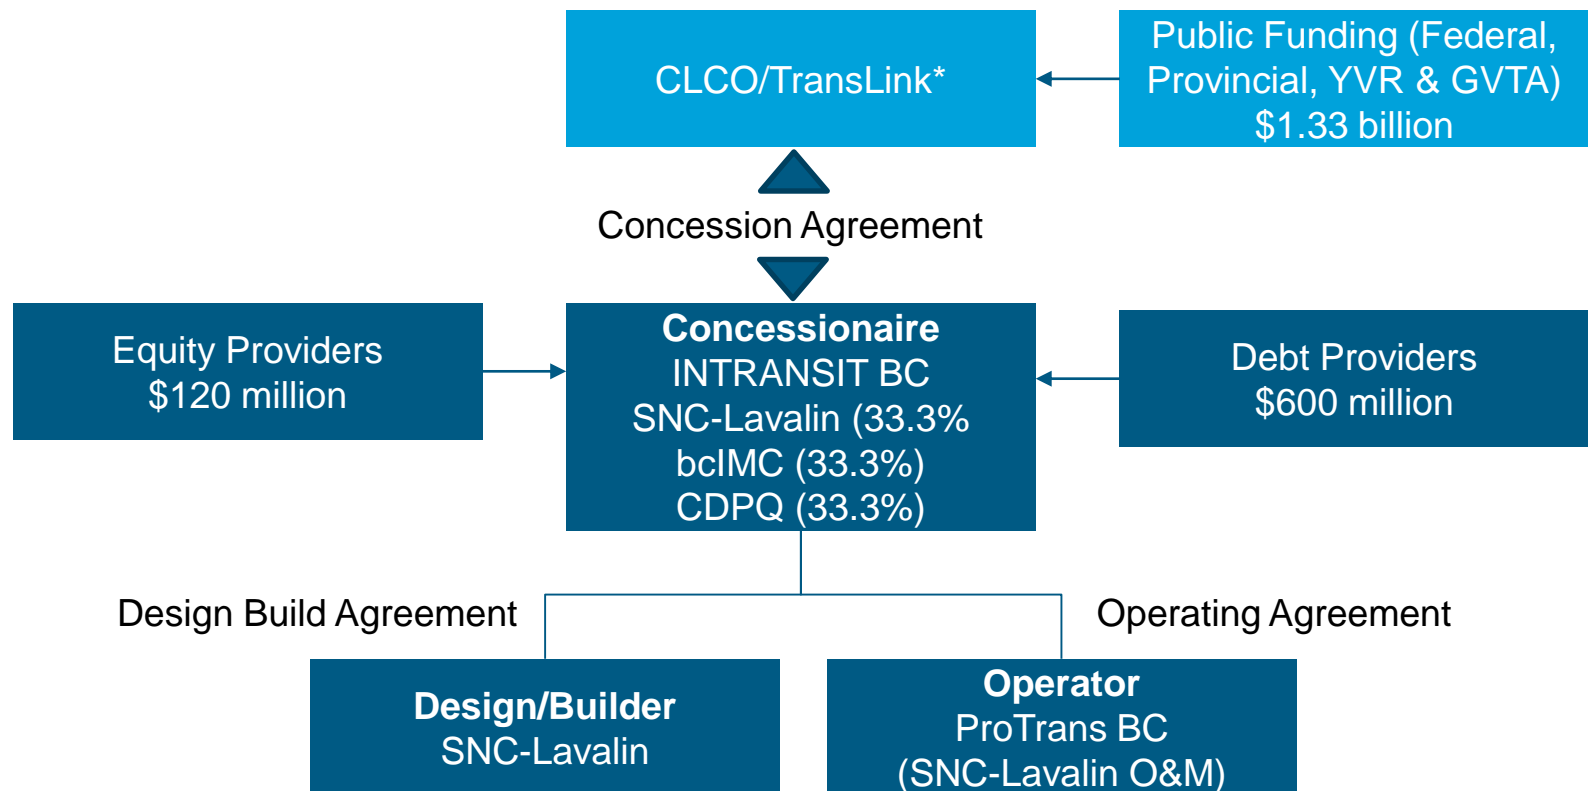 CLCO/TransLink*
Public Funding (Federal,
Provincial, YVR & GVTA)
$1.33 billion
Concession Agreement
Equity Providers
$120 million
Concessionaire
INTRANSIT BC
SNC-Lavalin (33.3%
bcIMC (33.3%)
CDPQ (33.3%)
Debt Providers
$600 million
Design Build Agreement
Operating Agreement
Design/Builder
SNC-Lavalin
Operator
ProTrans BC
(SNC-Lavalin O&M)